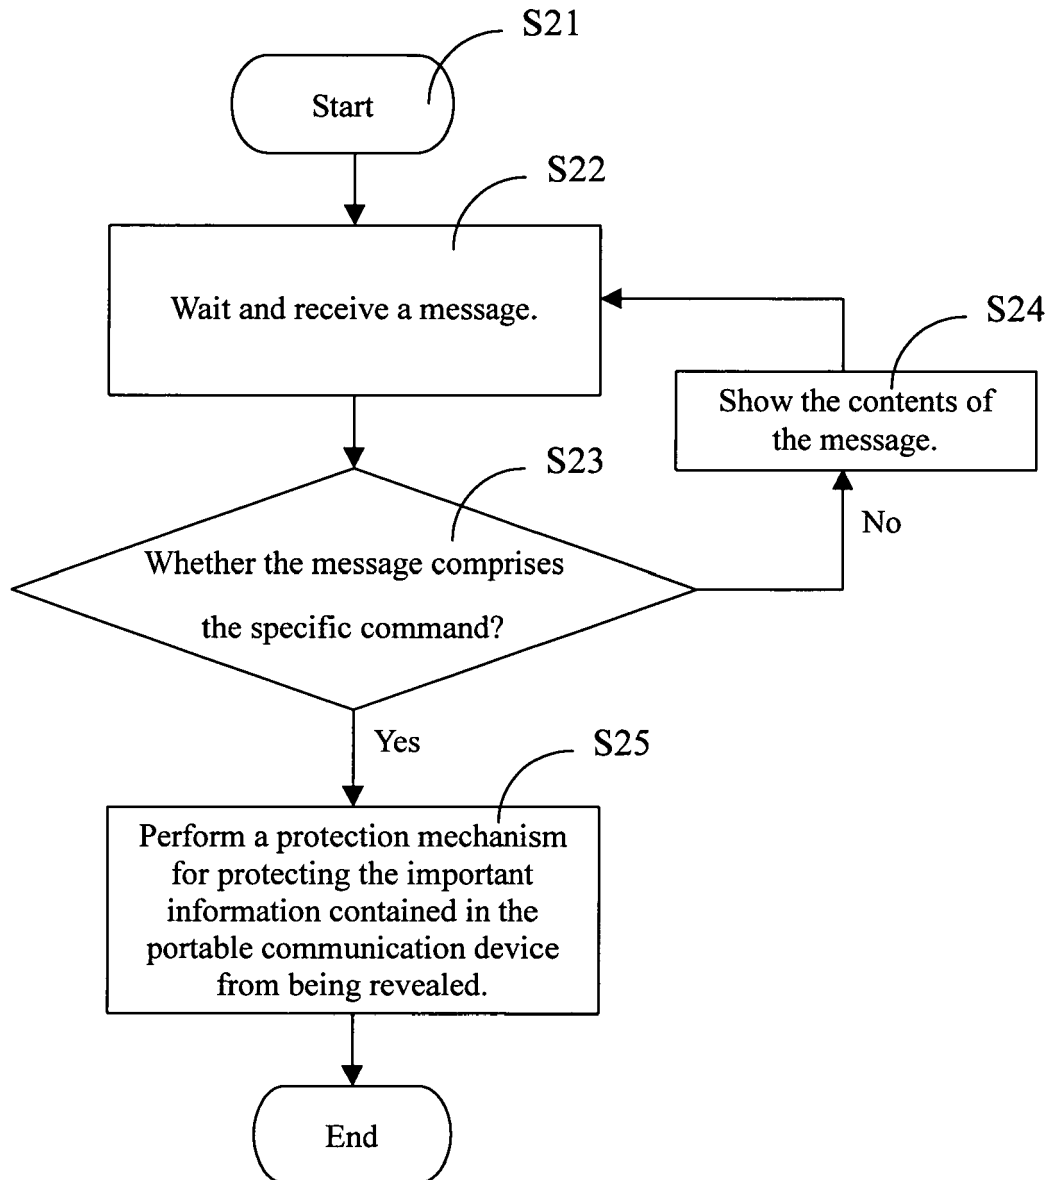 S21
Start
S22
Wait and receive a message.
S24
Show the contents of
the message.
S23
No
Whether the message comprises
the specific command?
Yes
S25
Perform a protection mechanism
for protecting the important
information contained in the
portable communication device
from being revealed.
End